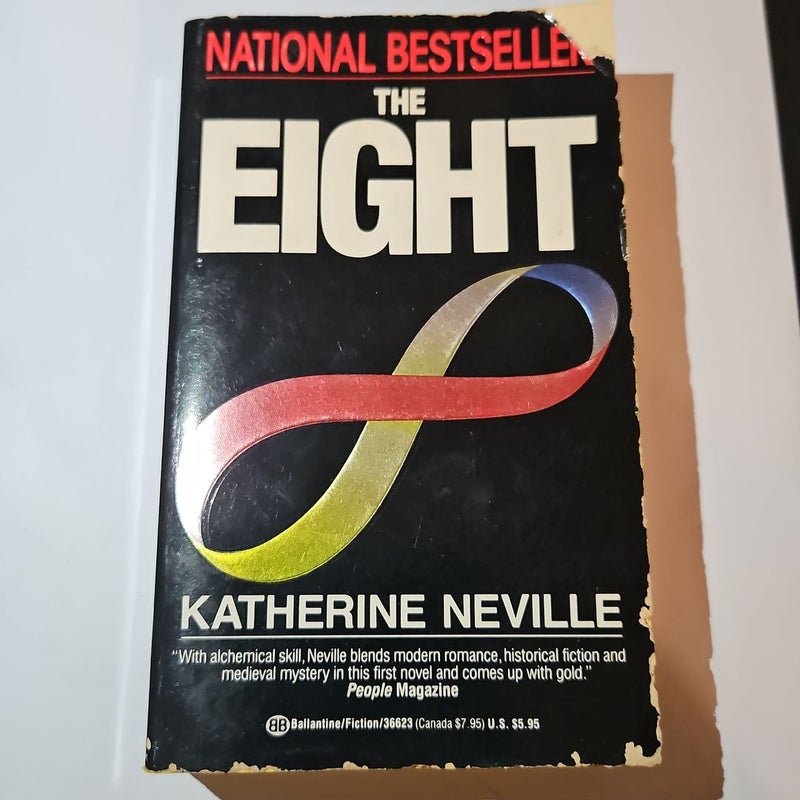 NATIONAL BESTSELLER
THE
EIGHT
KATHERINE NEVILLE
"With alchemical skill, Neville blends modern romance, historical fiction and
medieval mystery in this first novel and comes up with gold."
People Magazine
BB Ballantine/Fiction/36623 (Canada $7.95) U.S. $5.95